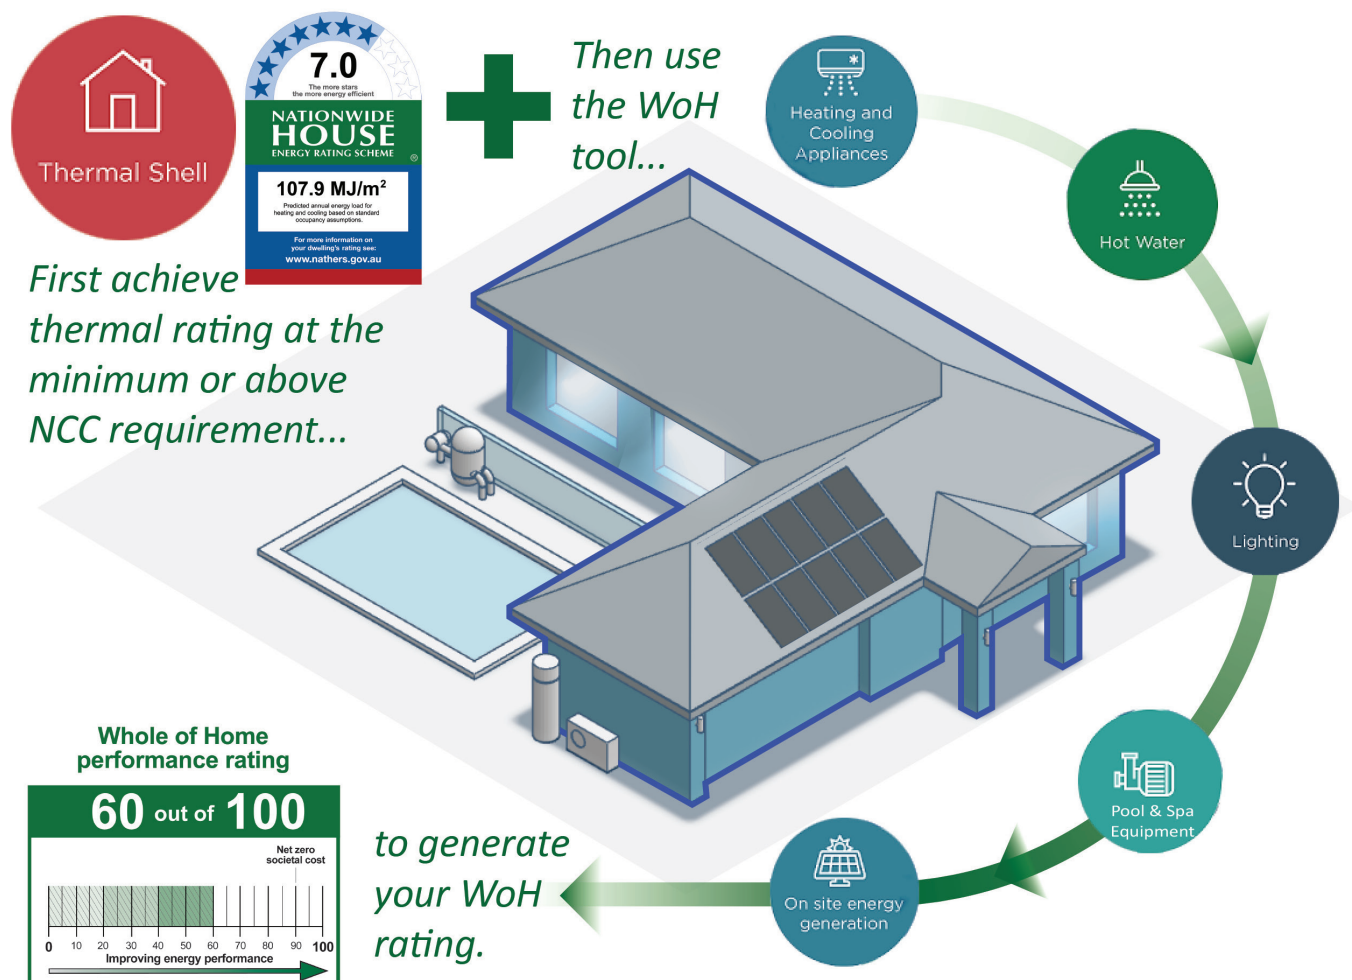 Thermal Shell
7.0
The more stars
the more energy efficient
NATIONWIDE
HOUSE
ENERGY RATING SCHEME
®
107.9 MJ/m²
Predicted annual energy load for
heating and cooling based on standard
occupancy assumptions.
For more information on
your dwelling's rating see:
www.nathers.gov.au
First achieve
thermal rating at the
minimum or above
NCC requirement...
Then use
the WoH
tool...
Heating and
Cooling
Appliances
Hot Water
Lighting
Pool & Spa
Equipment
On site energy
generation
to generate
your WoH
rating.
Whole of Home
performance rating
60 out of 100
Net zero
societal cost
0 10 20 30 40 50 60 70 80 90 100
Improving energy performance